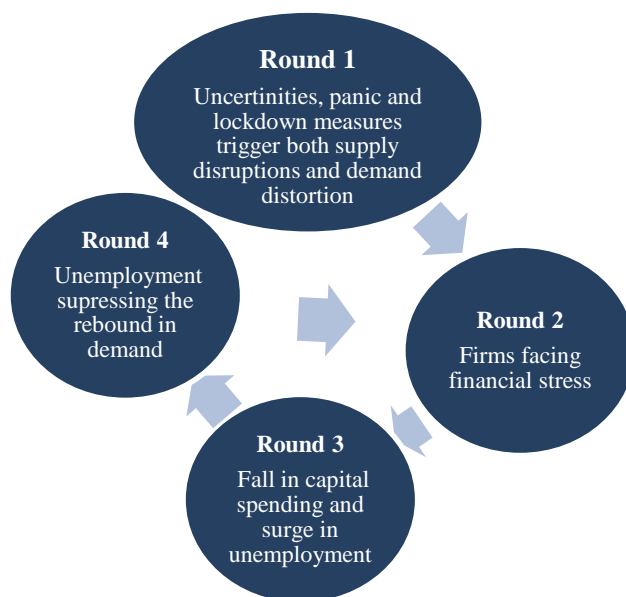 Round 1
Uncertinities, panic and
lockdown measures
trigger both supply
disruptions and demand
distortion
Round 2
Firms facing
financial stress
Round 3
Fall in capital
spending and
surge in
unemployment
Round 4
Unemployment
supressing the
rebound in
demand